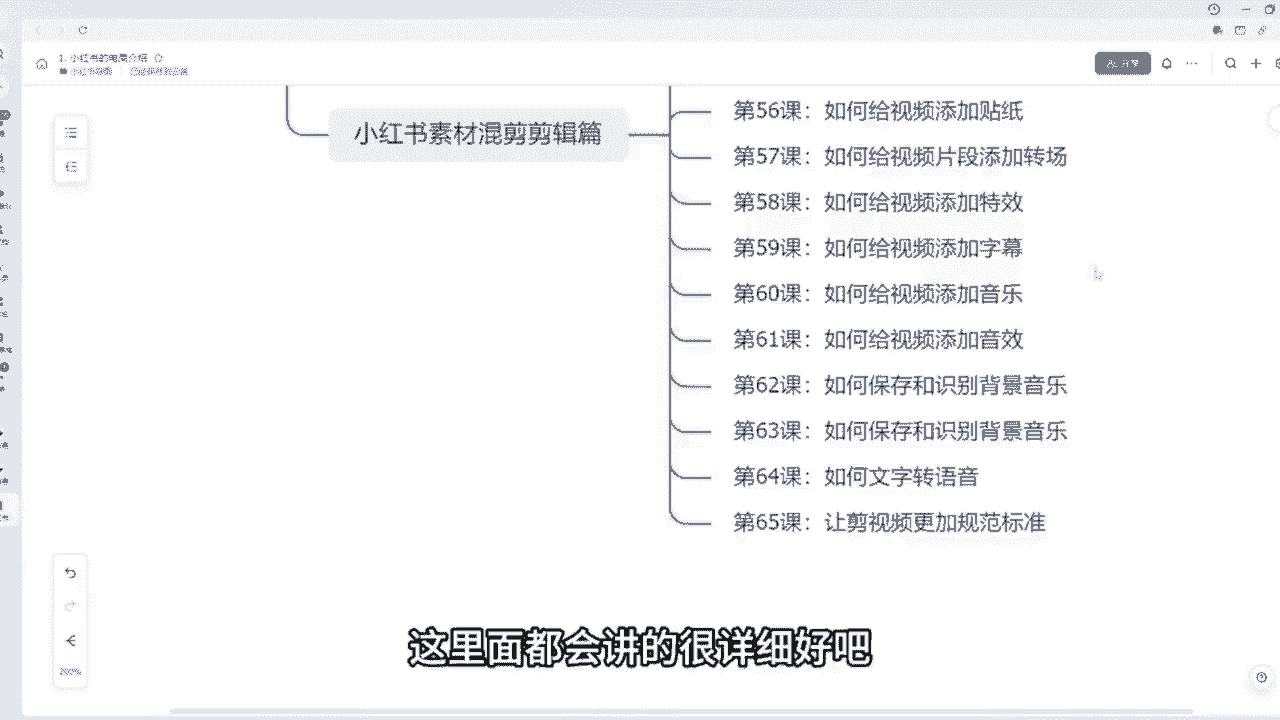 1. 小红书的电商介绍
分享
小红书素材混剪剪辑篇
第56课：如何给视频添加贴纸
第57课：如何给视频片段添加转场
第58课：如何给视频添加特效
第59课：如何给视频添加字幕
第60课：如何给视频添加音乐
第61课：如何给视频添加音效
第62课：如何保存和识别背景音乐
第63课：如何保存和识别背景音乐
第64课：如何文字转语音
第65课：让剪视频更加规范标准
200%
这里面都会讲的很详细好吧